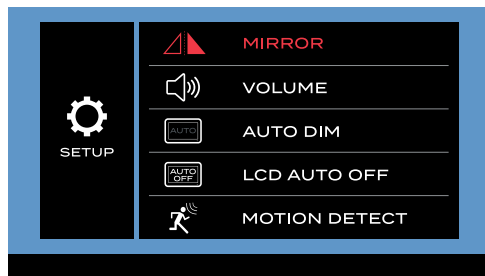 MIRROR
VOLUME
AUTO
AUTO DIM
SETUP
AUTO
OFF
LCD AUTO OFF
MOTION DETECT